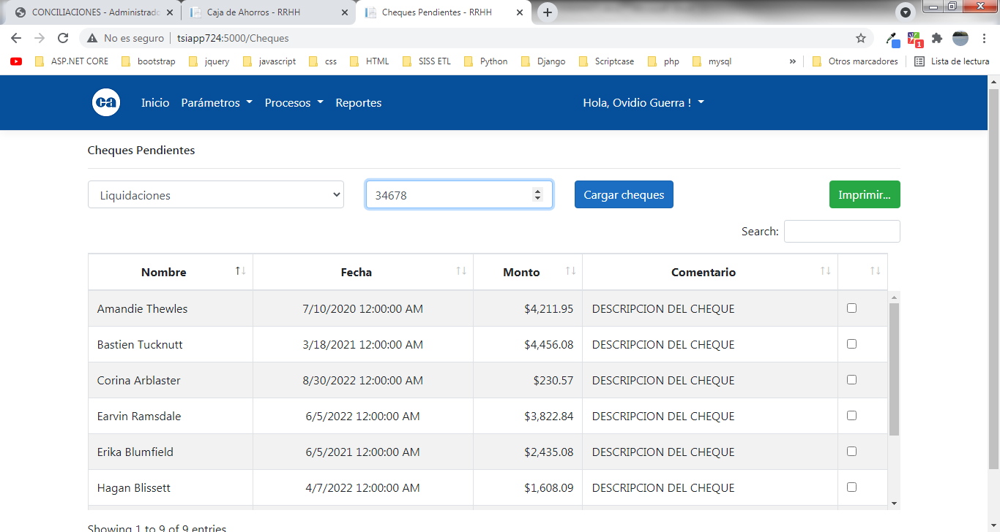 CONCILIACIONES - Administrado
Caja de Ahorros - RRHH
Cheques Pendientes - RRHH
No es seguro
tsiapp724:5000/Cheques
1
ASP.NET CORE
bootstrap
jquery
javascript
css
HTML
SISS ETL
Python
Django
Scriptcase
php
mysql
»
Otros marcadores
Lista de lectura
ca
Inicio
Parámetros
Procesos
Reportes
Hola, Ovidio Guerra !
Cheques Pendientes
Liquidaciones
34678
Cargar cheques
Imprimir...
Search:
Nombre Fecha Monto Comentario
Amandie Thewles 7/10/2020 12:00:00 AM $4,211.95 DESCRIPCION DEL CHEQUE
Bastien Tucknutt 3/18/2021 12:00:00 AM $4,456.08 DESCRIPCION DEL CHEQUE
Corina Arblaster 8/30/2022 12:00:00 AM $230.57 DESCRIPCION DEL CHEQUE
Earvin Ramsdale 6/5/2022 12:00:00 AM $3,822.84 DESCRIPCION DEL CHEQUE
Erika Blumfield 6/5/2021 12:00:00 AM $2,435.08 DESCRIPCION DEL CHEQUE
Hagan Blissett 4/7/2022 12:00:00 AM $1,608.09 DESCRIPCION DEL CHEQUE
Showing 1 to 9 of 9 entries